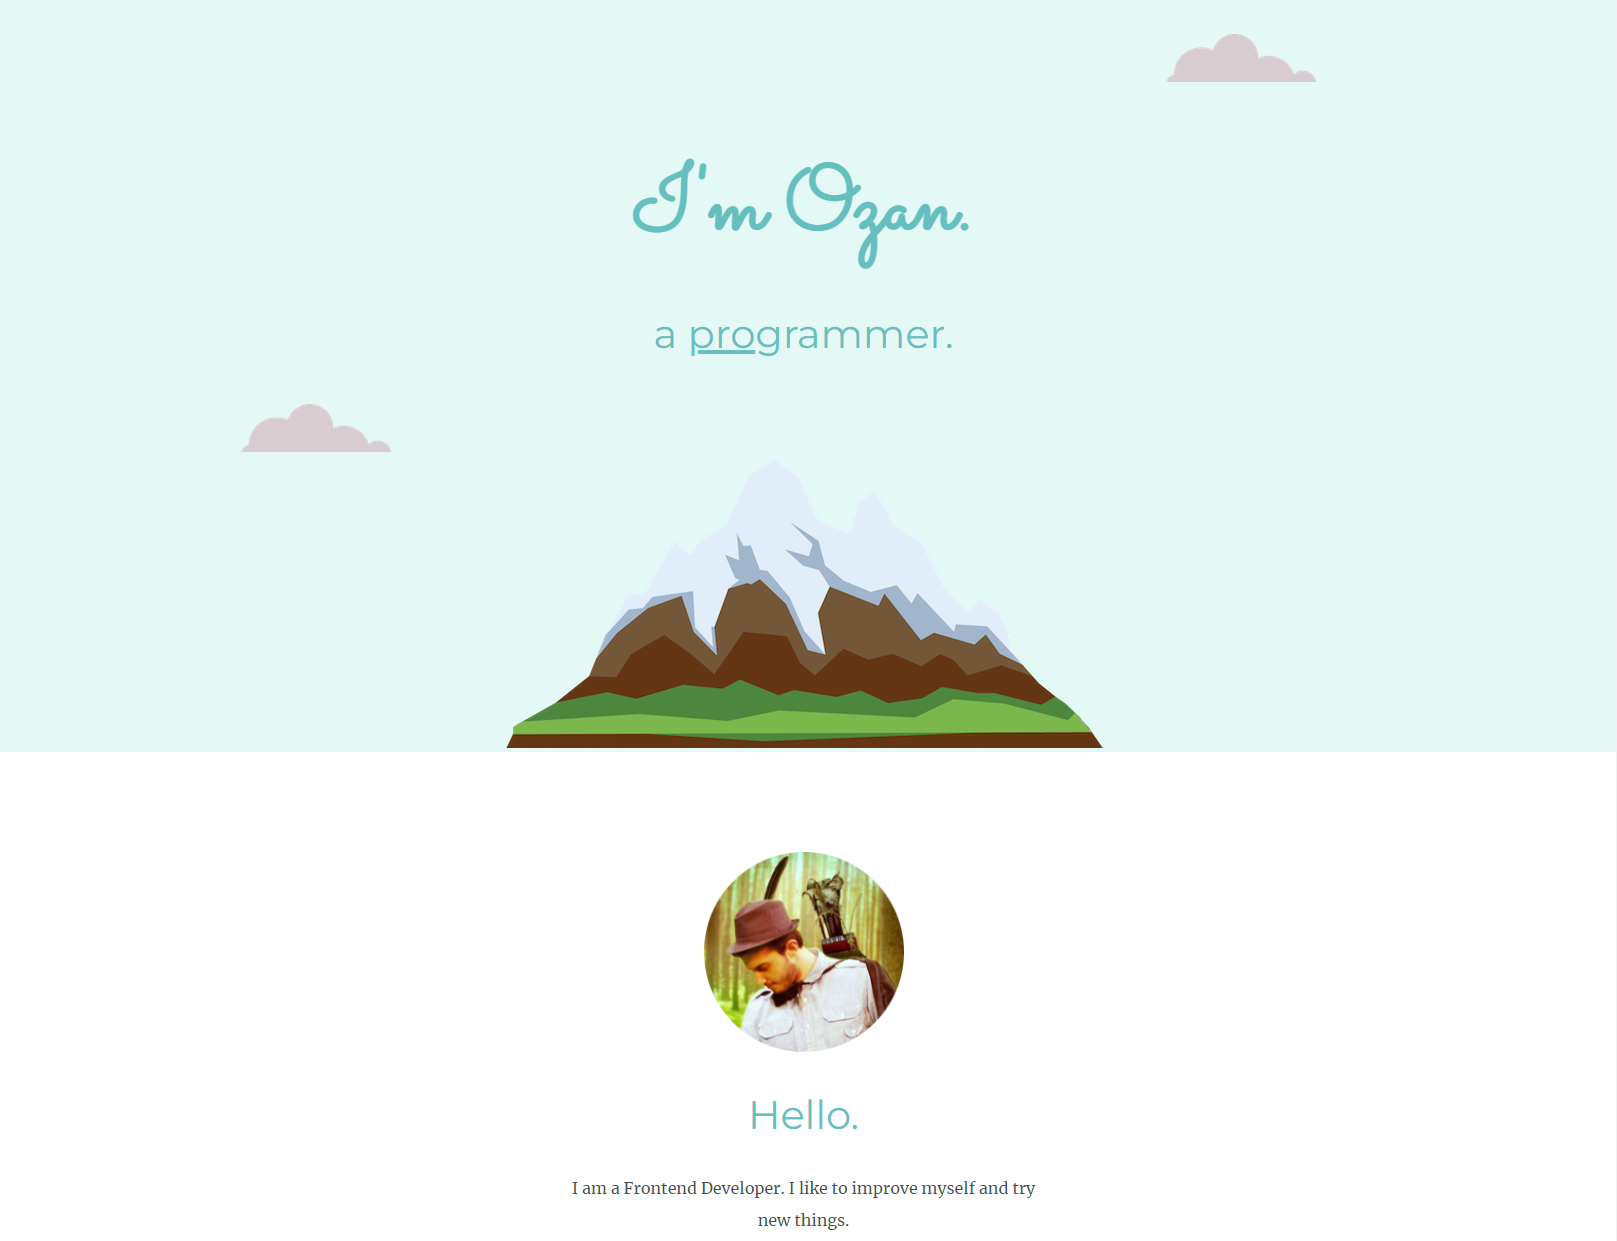 I'm Ozan.
a programmer.
Hello.
I am a Frontend Developer. I like to improve myself and try
new things.